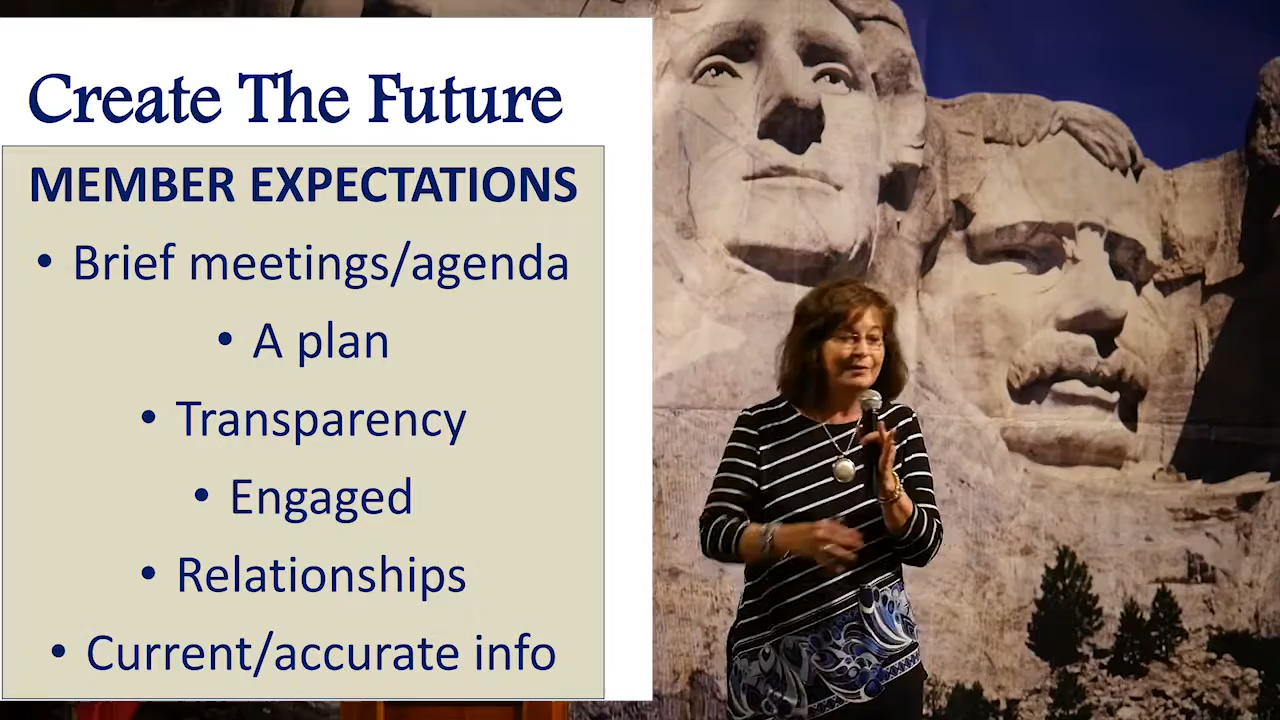 Create The Future
MEMBER EXPECTATIONS
• Brief meetings/agenda
• A plan
• Transparency
• Engaged
• Relationships
• Current/accurate info